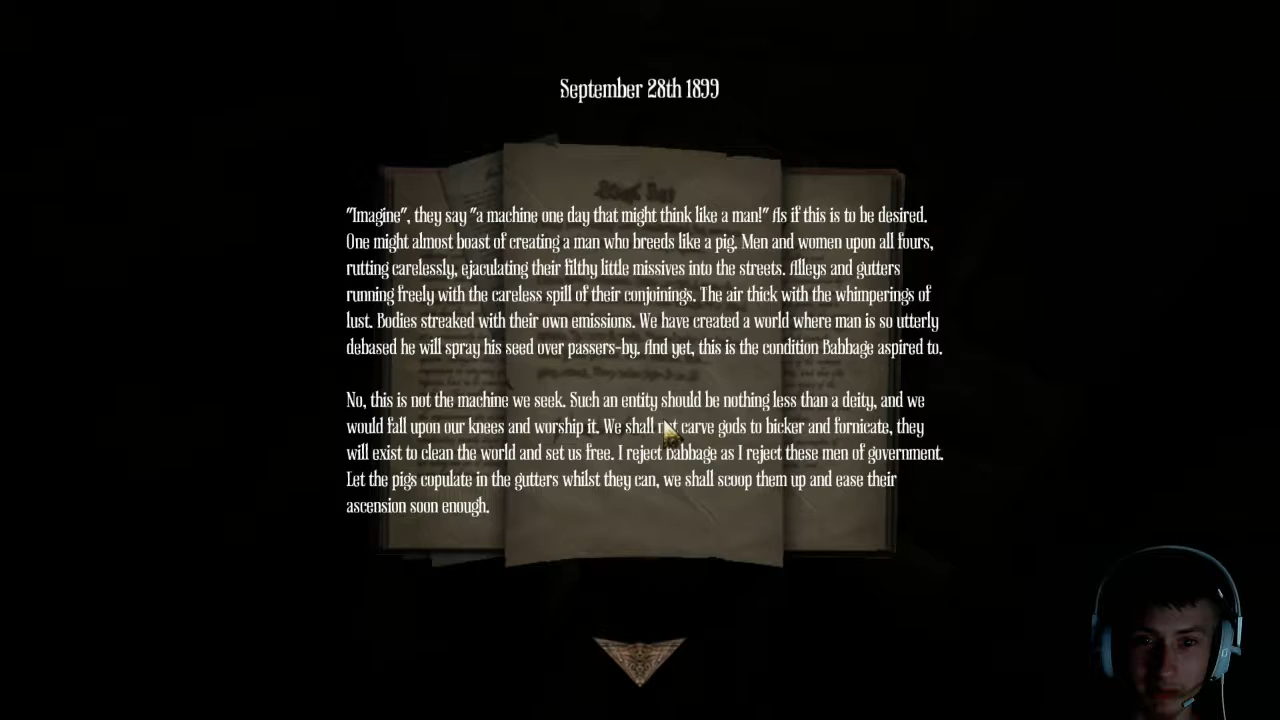 September 28th 1899
"Imagine", they say "a machine one day that might think like a man!" As if this is to be desired.
One might almost boast of creating a man who breeds like a pig. Men and women upon all fours,
rutting carelessly, ejaculating their filthy little missives into the streets. Alleys and gutters
running freely with the careless spill of their conjoinings. The air thick with the whimperings of
lust. Bodies streaked with their own emissions. We have created a world where man is so utterly
debased he will spray his seed over passers-by. And yet, this is the condition Babbage aspired to.
No, this is not the machine we seek. Such an entity should be nothing less than a deity, and we
would fall upon our knees and worship it. We shall not carve gods to bicker and fornicate, they
will exist to clean the world and set us free. I reject Babbage as I reject these men of government.
Let the pigs copulate in the gutters whilst they can, we shall scoop them up and ease their
ascension soon enough.